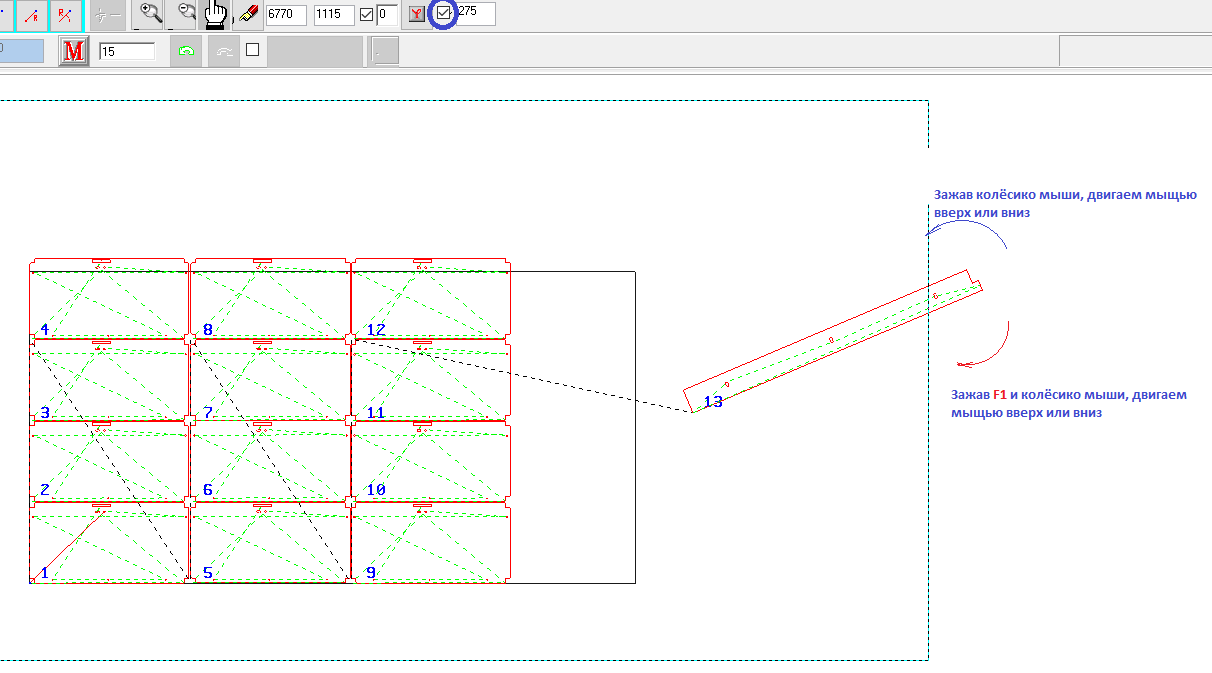 R
R
6770
1115
0
Y
275
0
M
15
Зажав колёсико мыши, двигаем мыщью
вверх или вниз
4
8
12
3
7
11
13
Зажав F1 и колёсико мыши, двигаем
мыщью вверх или вниз
2
6
10
1
5
9